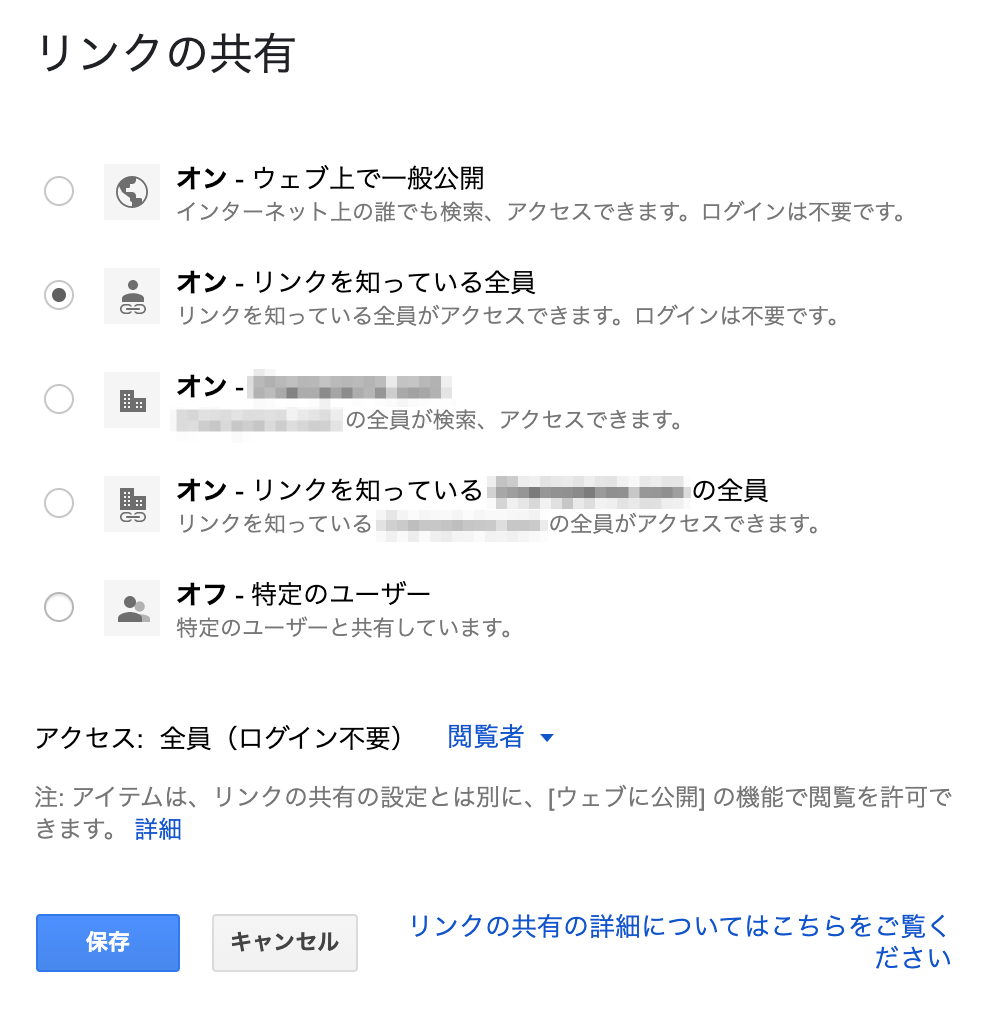 リンクの共有
オン - ウェブ上で一般公開
インターネット上の誰でも検索、アクセスできます。ログインは不要です。
オン - リンクを知っている全員
リンクを知っている全員がアクセスできます。ログインは不要です。
オン -
の全員が検索、アクセスできます。
オン - リンクを知っている の全員
リンクを知っている の全員がアクセスできます。
オフ - 特定のユーザー
特定のユーザーと共有しています。
アクセス: 全員（ログイン不要） 閲覧者
注: アイテムは、リンクの共有の設定とは別に、[ウェブに公開] の機能で閲覧を許可で
きます。 詳細
保存 キャンセル リンクの共有の詳細についてはこちらをご覧く
ださい